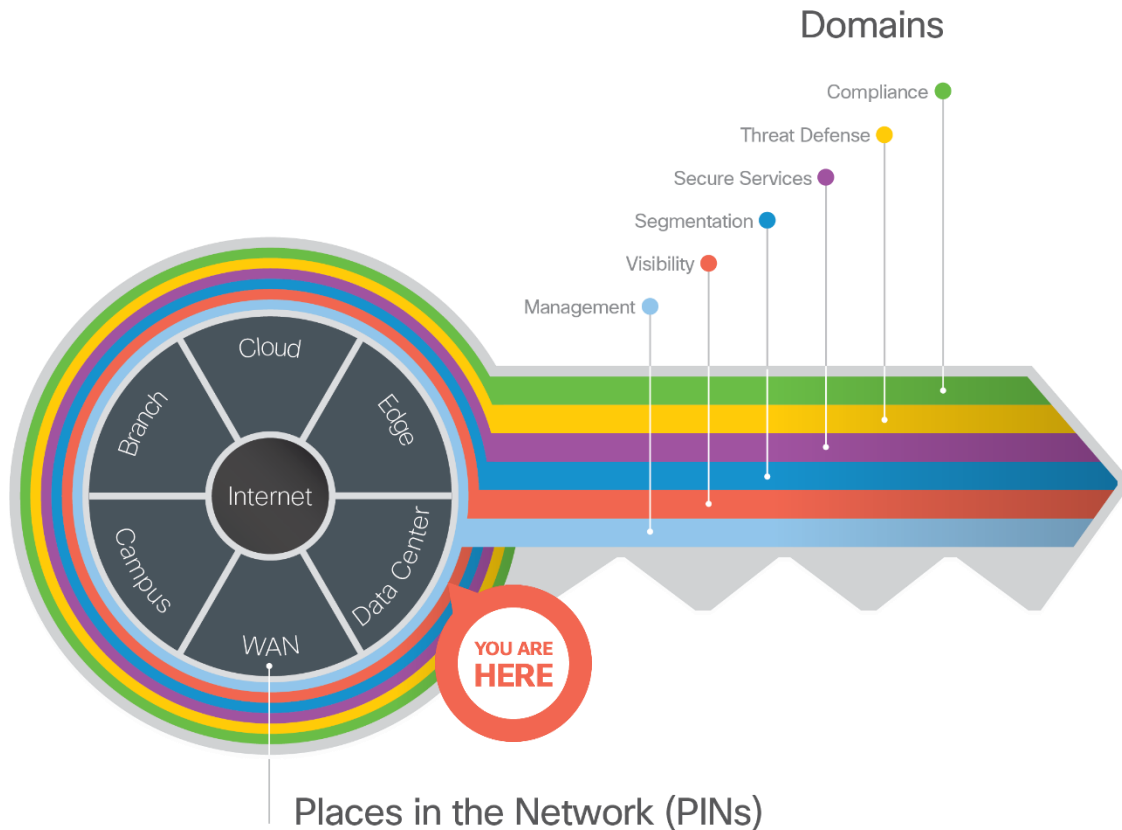 Domains
Compliance
Threat Defense
Secure Services
Segmentation
Visibility
Management
Cloud
Edge
Branch
Internet
Campus
Data Center
WAN
YOU ARE
HERE
Places in the Network (PINs)